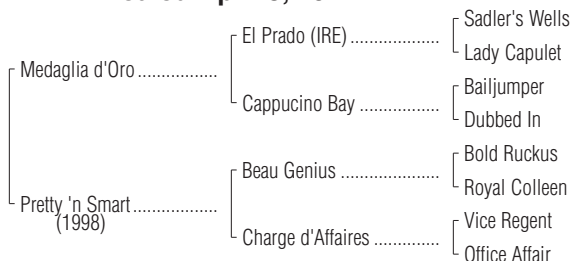 El Prado (IRE) ....................
Sadler's Wells
Lady Capulet
Medaglia d'Oro .................
Cappucino Bay .................
Bailjumper
Dubbed In
Beau Genius .....................
Bold Ruckus
Royal Colleen
Pretty 'n Smart ..................
(1998)
Charge d'Affaires ..............
Vice Regent
Office Affair